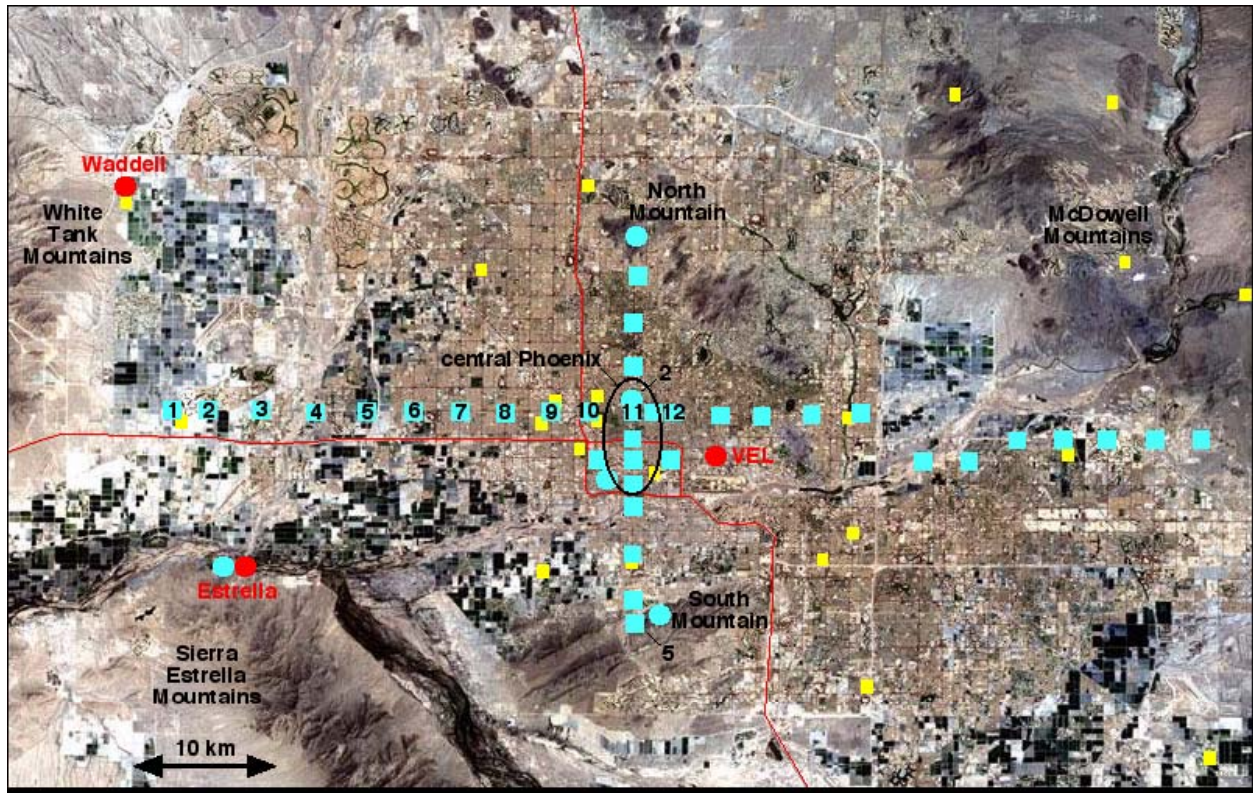 Waddell
White
Tank
Mountains
North
Mountain
McDowell
Mountains
central Phoenix
2
1 2 3 4 5 6 7 8 9 10 11 12
VEL
Estrella
South
Mountain
5
Sierra
Estrella
Mountains
10 km